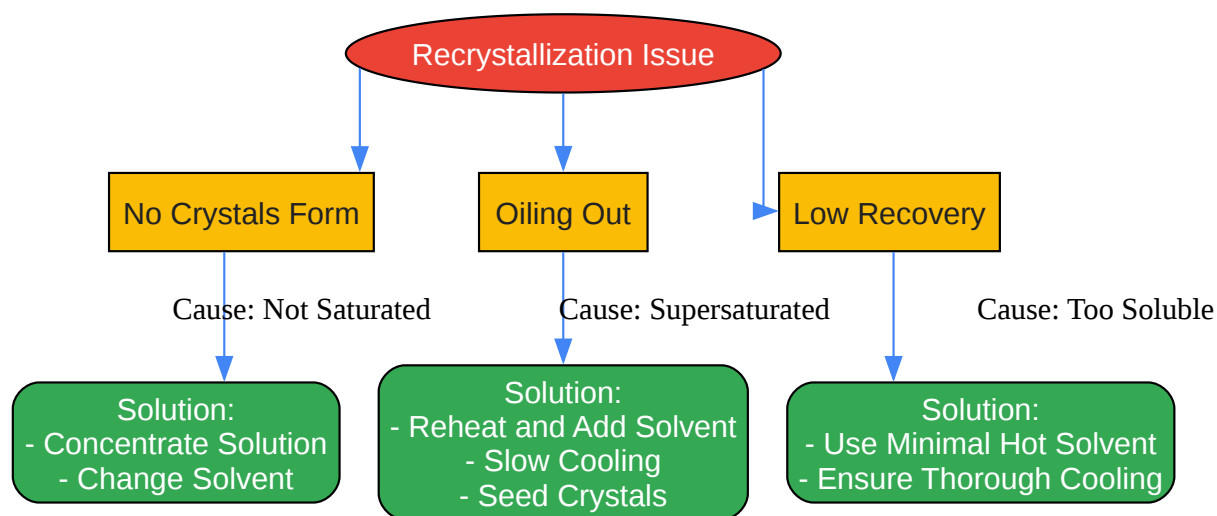 Recrystallization Issue
No Crystals Form
Oiling Out
Low Recovery
Cause: Not Saturated
Cause: Supersaturated
Cause: Too Soluble
Solution:
- Concentrate Solution
- Change Solvent
Solution:
- Reheat and Add Solvent
- Slow Cooling
- Seed Crystals
Solution:
- Use Minimal Hot Solvent
- Ensure Thorough Cooling